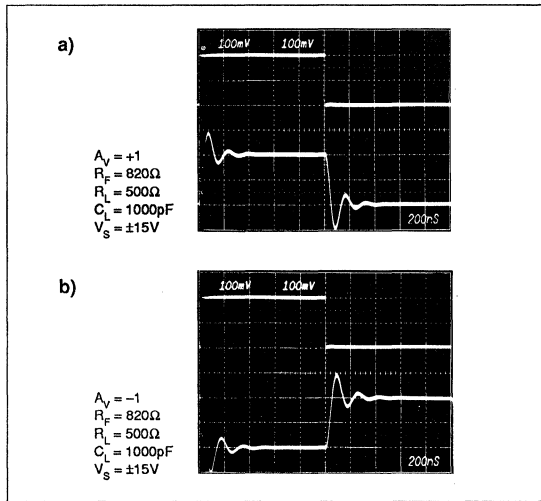 a)
100mV 100mV
A_V = +1
R_F = 820Ω
R_L = 500Ω
C_L = 1000pF
V_S = ±15V
200nS
b)
100mV 100mV
A_V = −1
R_F = 820Ω
R_L = 500Ω
C_L = 1000pF
V_S = ±15V
200nS